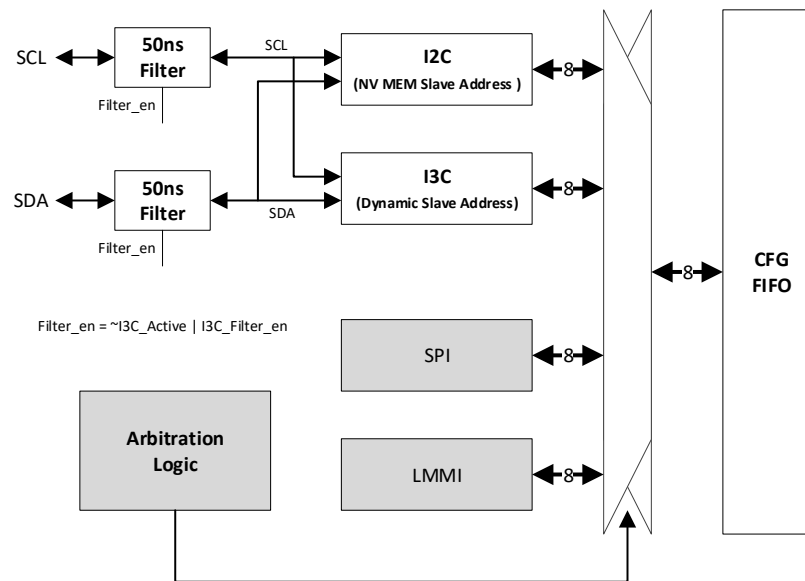 SCL
50ns
Filter
SCL
Filter_en
I2C
(NV MEM Slave Address )
8
SDA
50ns
Filter
SDA
Filter_en
I3C
(Dynamic Slave Address)
8
8
CFG
FIFO
Filter_en = ~I3C_Active | I3C_Filter_en
SPI
8
Arbitration
Logic
LMMI
8